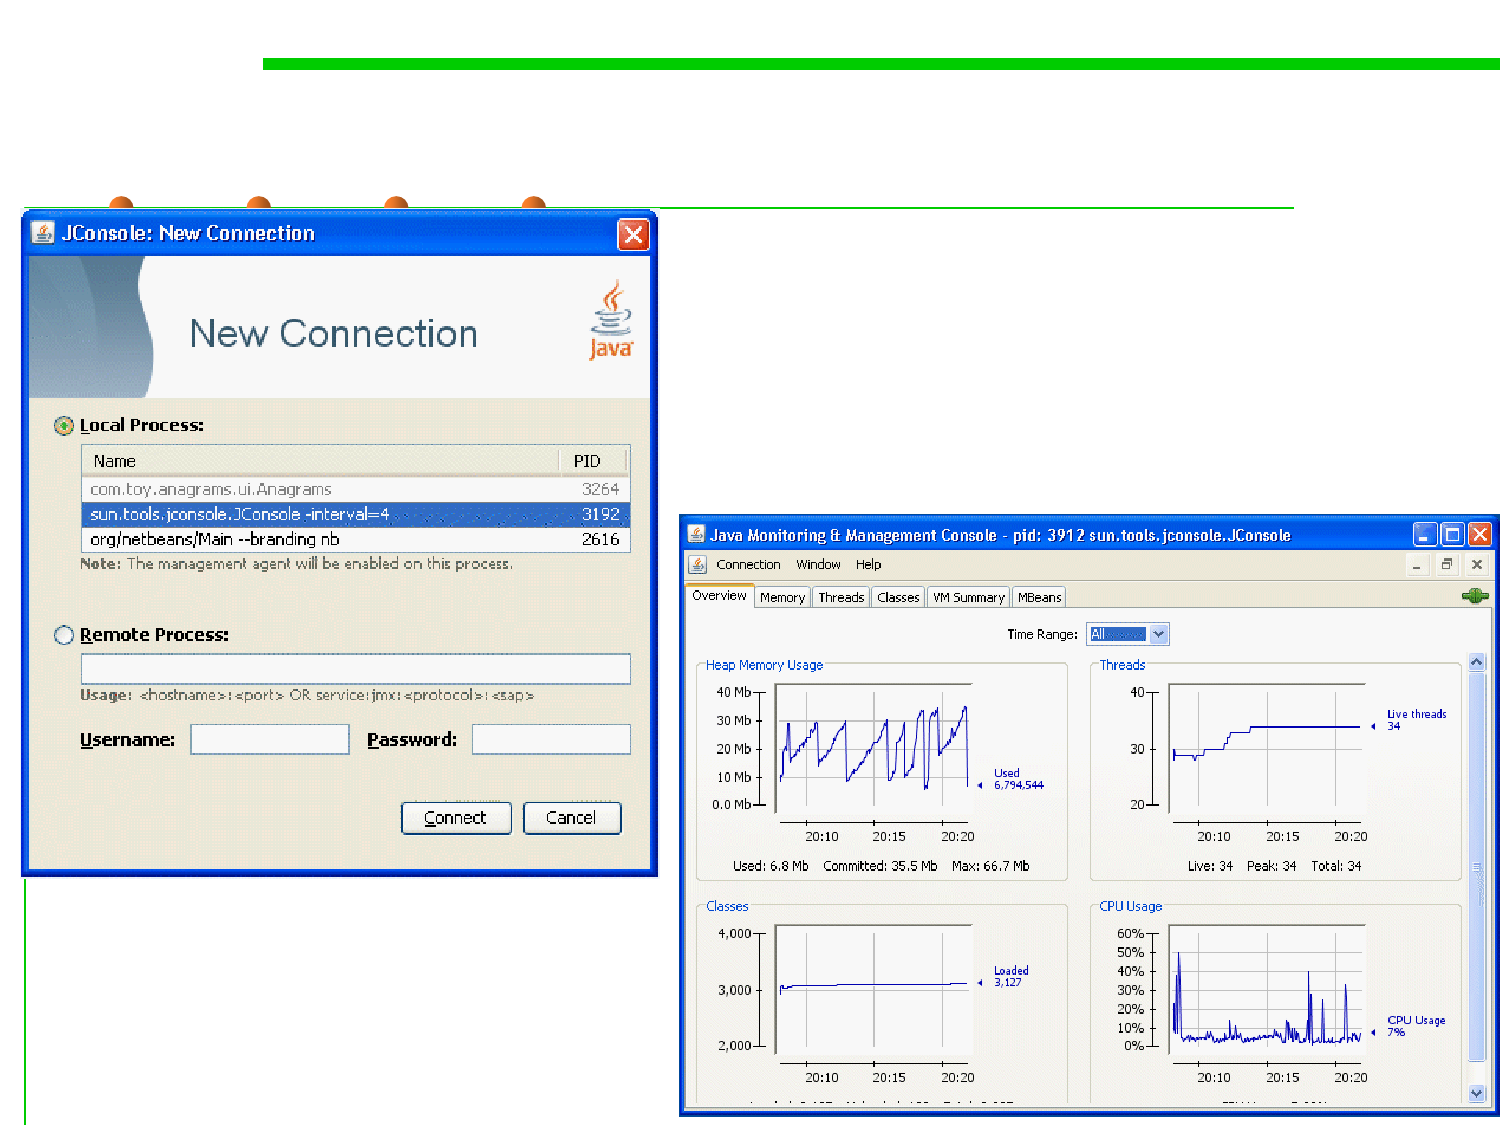 JConsole: New Connection
New Connection
Java
Local Process:
Name PID
com.toy.anagrams.ui.Anagrams 3264
sun.tools.jconsole.JConsole -interval=4 3192
org/netbeans/Main --branding nb 2616
Note: The management agent will be enabled on this process.
Remote Process:
Usage: <hostname>:<port> OR service:jmx:<protocol>:<sap>
Username: Password:
Connect Cancel
Java Monitoring & Management Console - pid: 3912 sun.tools.jconsole.JConsole
Connection Window Help
Overview Memory Threads Classes VM Summary MBeans
Time Range: All
Heap Memory Usage
40 Mb
30 Mb
20 Mb
10 Mb
0.0 Mb
Used
6,794,544
20:10 20:15 20:20
Used: 6.8 Mb Committed: 35.5 Mb Max: 66.7 Mb
Threads
40
30
20
Live threads
34
20:10 20:15 20:20
Live: 34 Peak: 34 Total: 34
Classes
4,000
3,000
2,000
Loaded
3,127
20:10 20:15 20:20
CPU Usage
60%
50%
40%
30%
20%
10%
0%
CPU Usage
7%
20:10 20:15 20:20